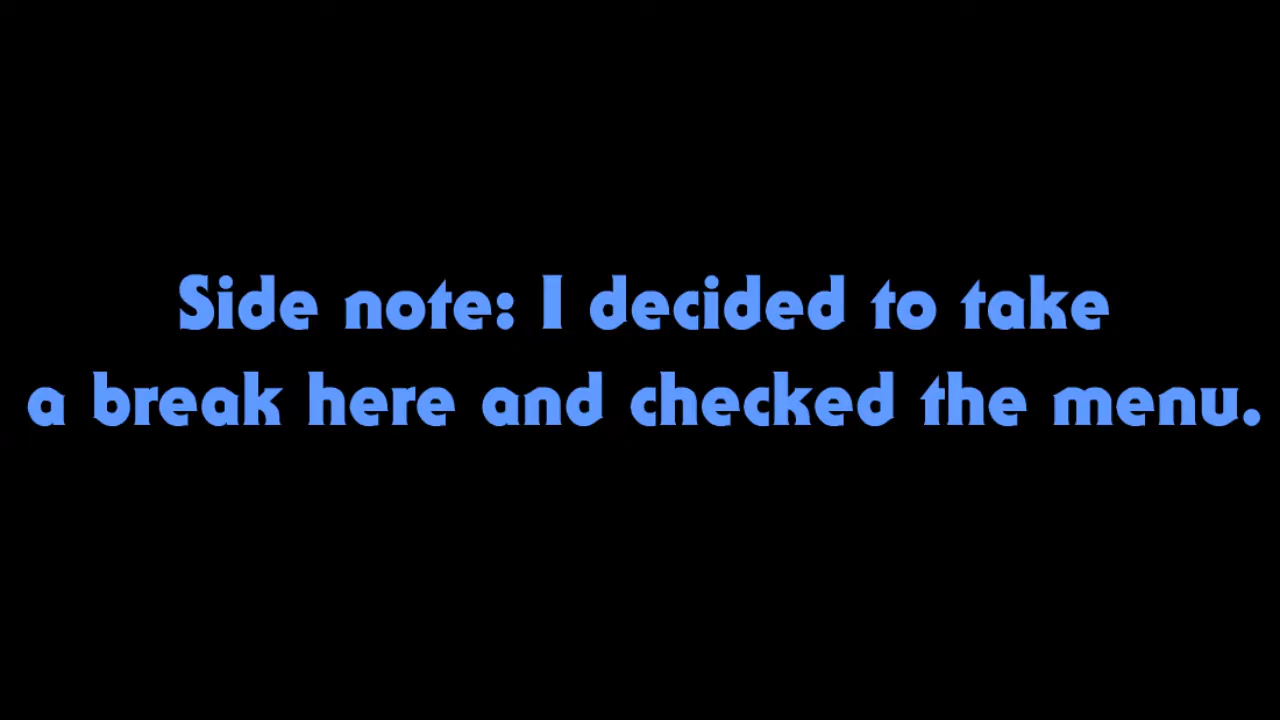 Side note: I decided to take
a break here and checked the menu.